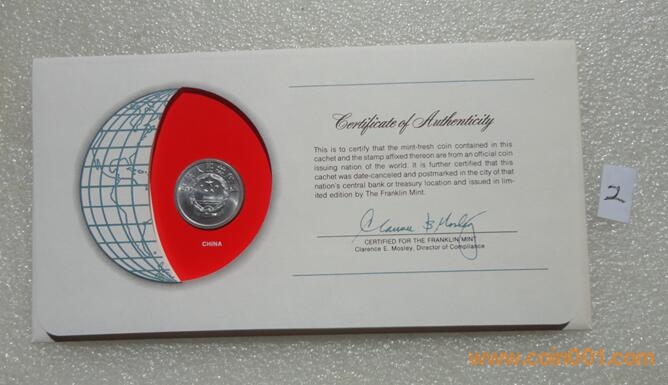 Certificate of Authenticity
This is to certify that the mint-fresh coin contained in this
cachet and the stamp affixed thereon are from an official coin
issuing nation of the world. It is further certified that this
cachet was date-canceled and postmarked in the city of that
nation's central bank or treasury location and issued in lim-
ited edition by The Franklin Mint.
CERTIFIED FOR THE FRANKLIN MINT
Clarence E. Mosley, Director of Compliance
CHINA
2
www.coin001.com